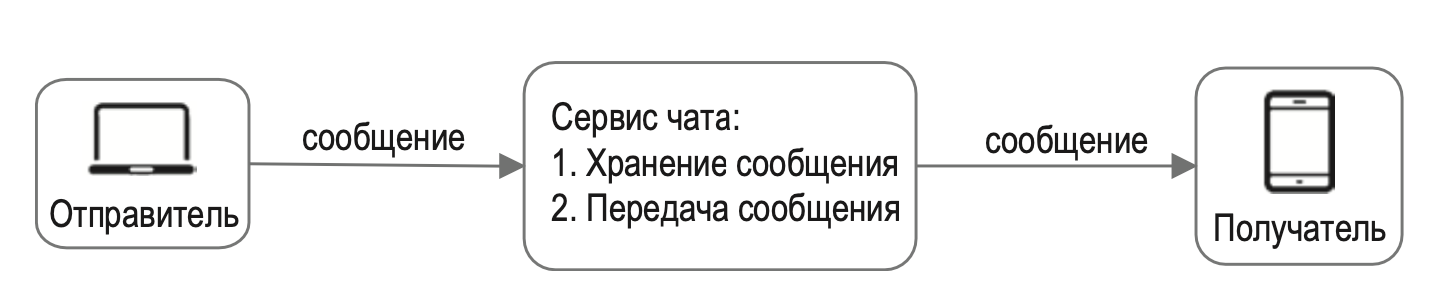 Отправитель
сообщение
Сервис чата:
1. Хранение сообщения
2. Передача сообщения
сообщение
Получатель